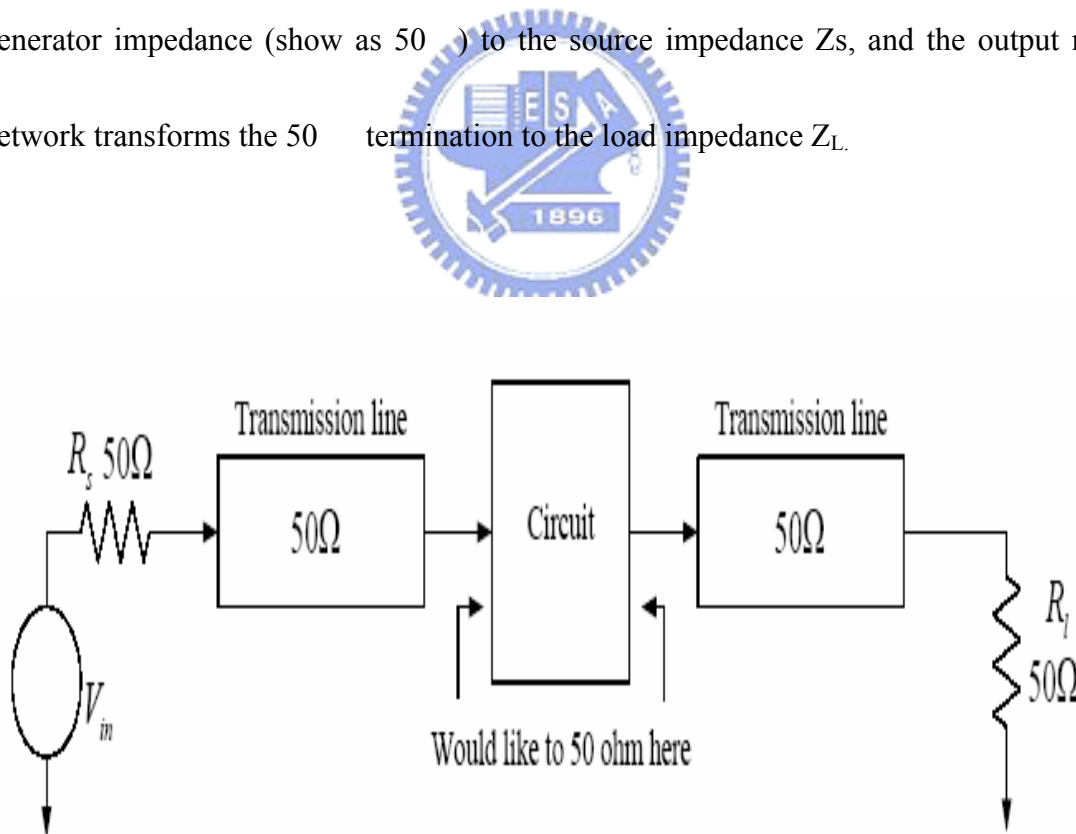 enerator impedance (show as 50   ) to the source impedance Zs, and the output
etwork transforms the 50     termination to the load impedance ZL.
E S A
1896
Transmission line
Transmission line
Rs 50Ω
50Ω
Circuit
50Ω
Rl
50Ω
Vin
Would like to 50 ohm here